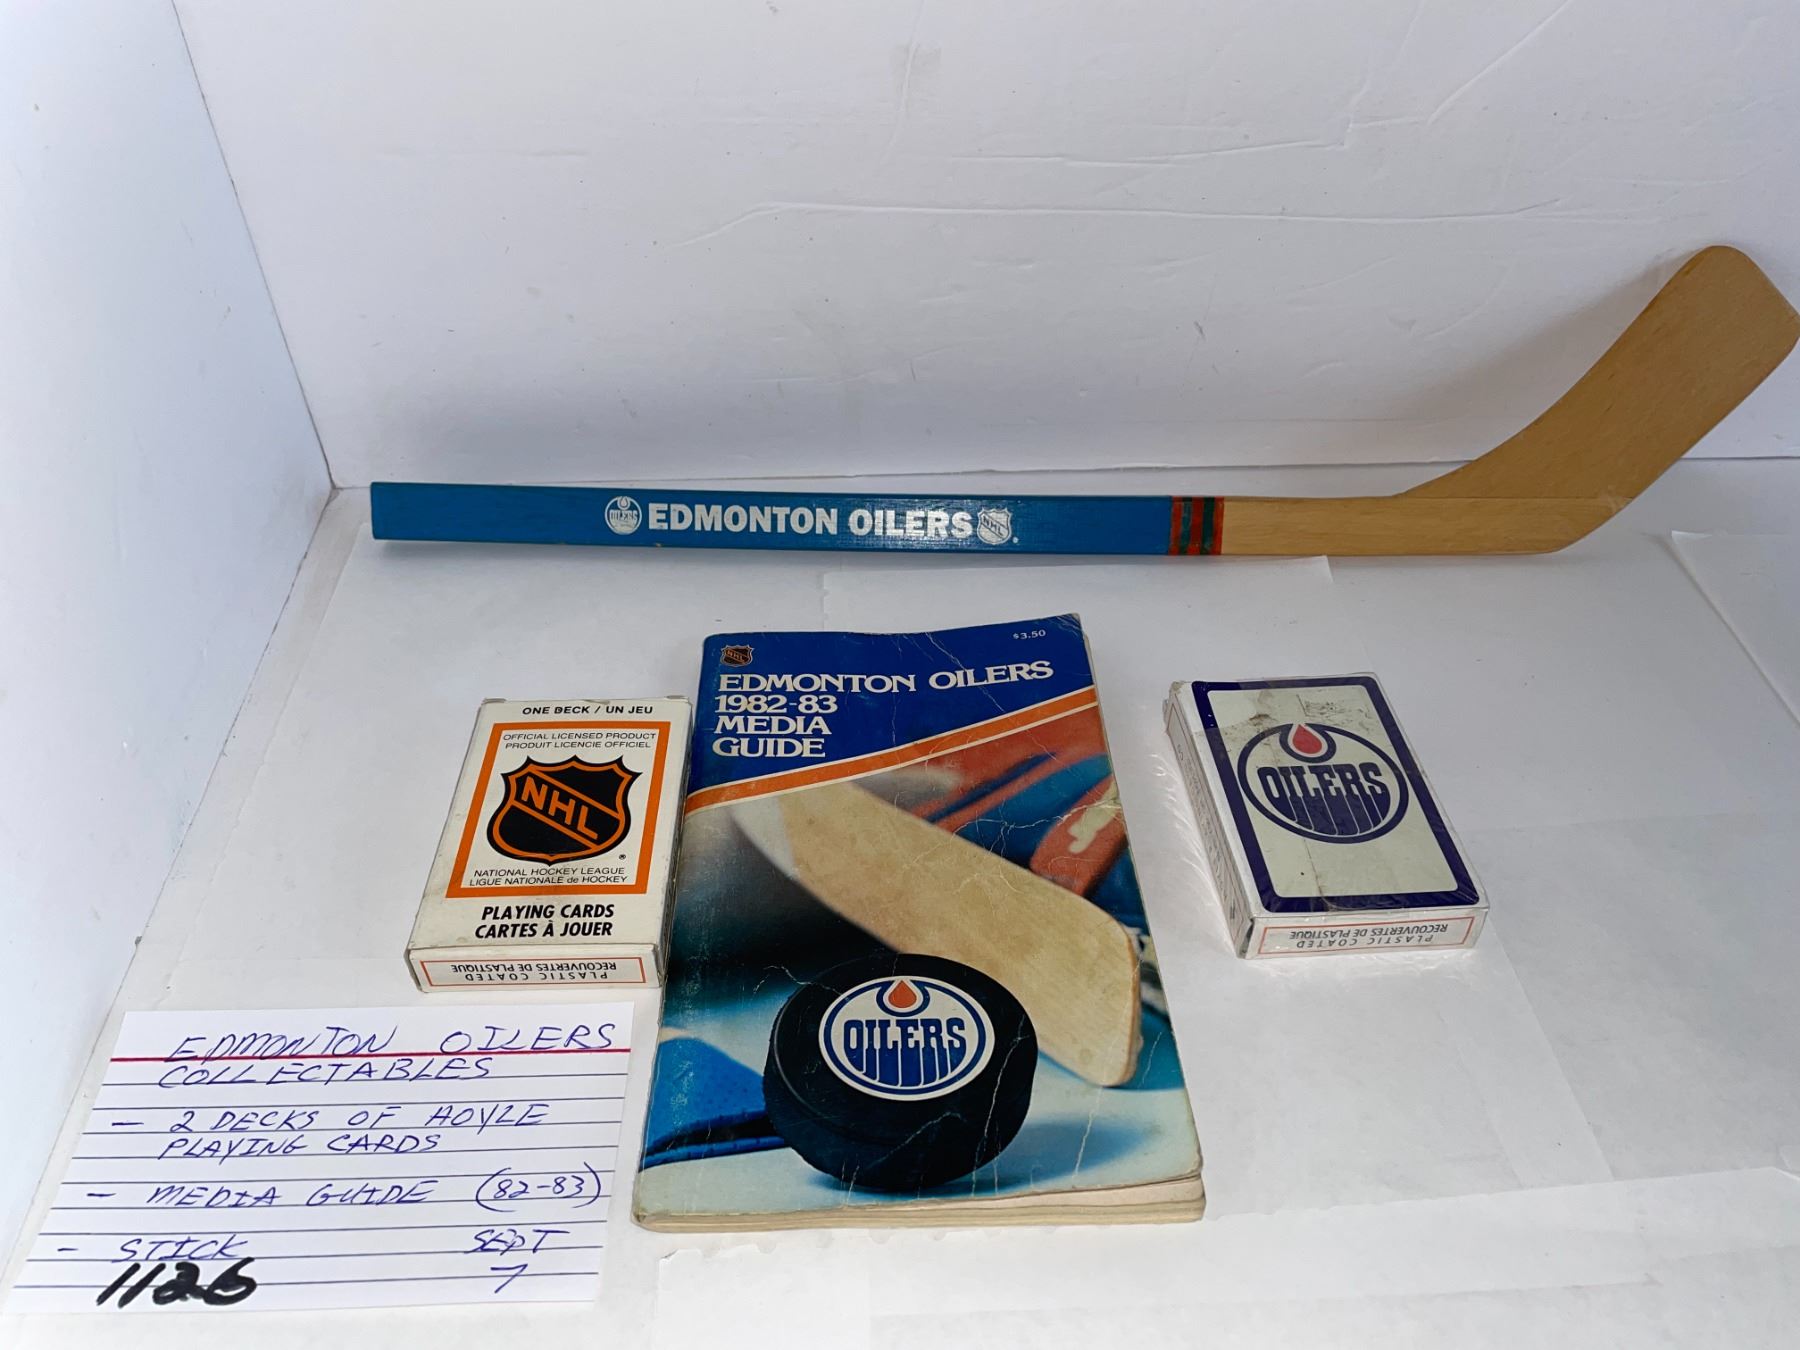 OILERS EDMONTON OILERS NHL
$3.50
NHL
EDMONTON OILERS
1982-83
MEDIA
GUIDE
OILERS
ONE DECK / UN JEU
OFFICIAL LICENSED PRODUCT
PRODUIT LICENCIE OFFICIEL
NHL
NATIONAL HOCKEY LEAGUE
LIGUE NATIONALE de HOCKEY
PLAYING CARDS
CARTES À JOUER
PLASTIC COATED
RECOUVERTES DE PLASTIQUE
OILERS
PLASTIC COATED
RECOUVERTES DE PLASTIQUE
EDMONTON OILERS
COLLECTABLES
- 2 DECKS OF HOYLE
PLAYING CARDS
- MEDIA GUIDE (82-83)
- STICK SEPT
1126 7